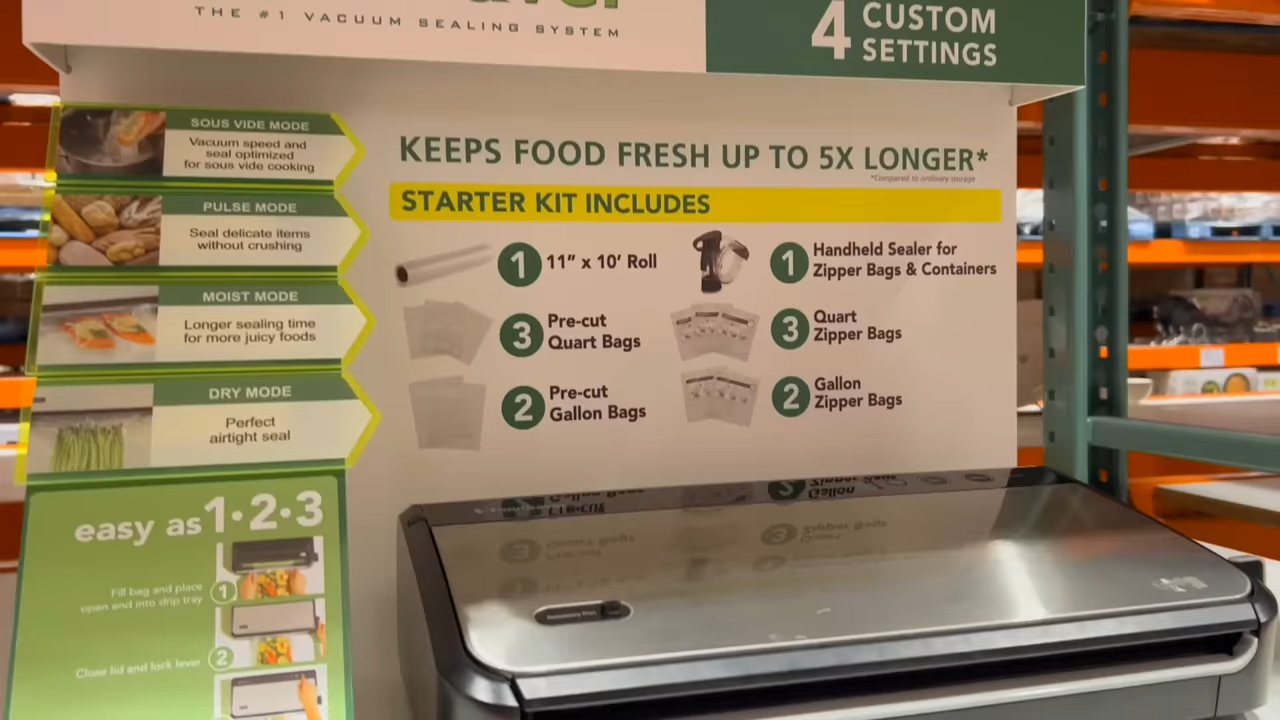 THE #1 VACUUM SEALING SYSTEM
4 CUSTOM
SETTINGS
SOUS VIDE MODE
Vacuum speed and
seal optimized
for sous vide cooking
PULSE MODE
Seal delicate items
without crushing
MOIST MODE
Longer sealing time
for more juicy foods
DRY MODE
Perfect
airtight seal
KEEPS FOOD FRESH UP TO 5X LONGER*
*Compared to ordinary storage
STARTER KIT INCLUDES
1 11" x 10' Roll
3 Pre-cut
Quart Bags
2 Pre-cut
Gallon Bags
1 Handheld Sealer for
Zipper Bags & Containers
3 Quart
Zipper Bags
2 Gallon
Zipper Bags
easy as 1•2•3
Fill bag and place
open end into drip tray
1
Close lid and lock lever
2